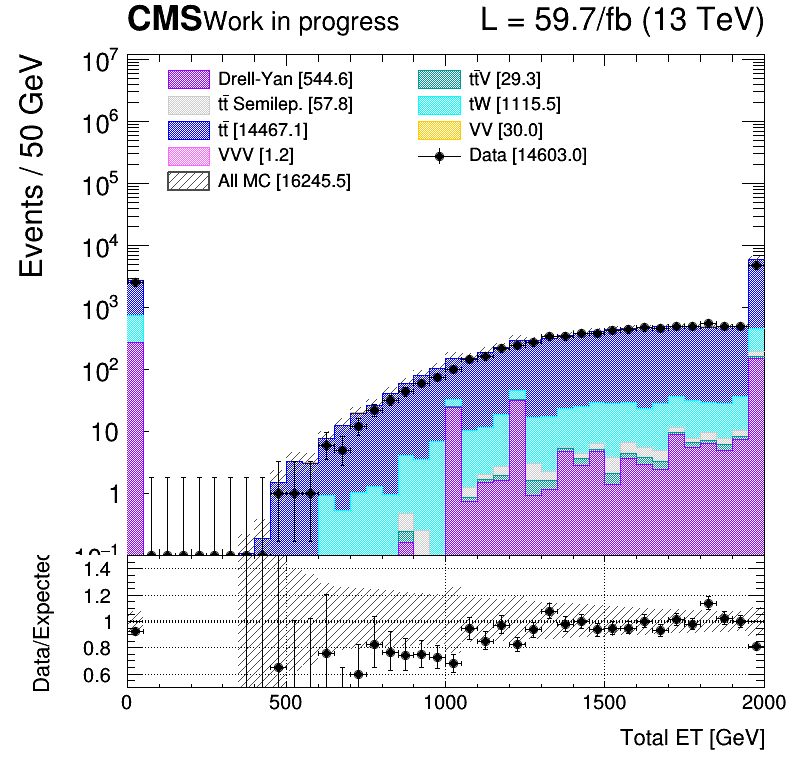 CMS Work in progress L = 59.7/fb (13 TeV)
Events / 50 GeV
10⁷
10⁶
10⁵
10⁴
10³
10²
10
1
10⁻¹
Drell-Yan [544.6]
tt̄ Semilep. [57.8]
tt̄ [14467.1]
VVV [1.2]
All MC [16245.5]
tt̄V [29.3]
tW [1115.5]
VV [30.0]
Data [14603.0]
Data/Expected
1.4
1.2
1
0.8
0.6
0 500 1000 1500 2000
Total ET [GeV]